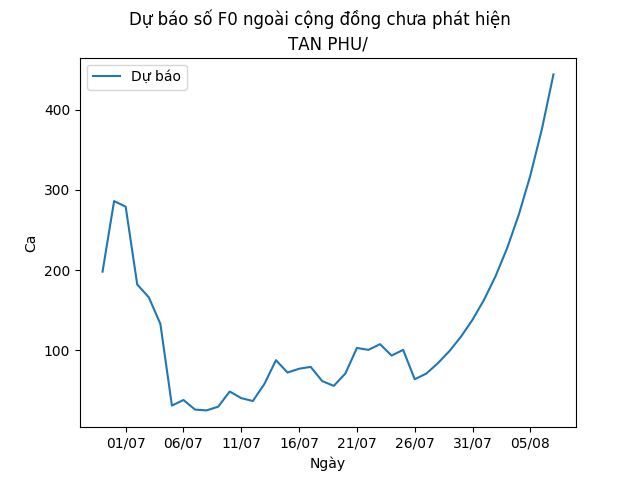 Dự báo số F0 ngoài cộng đồng chưa phát hiện
TAN PHU/
Dự báo
400
300
200
100
Ca
01/07 06/07 11/07 16/07 21/07 26/07 31/07 05/08
Ngày